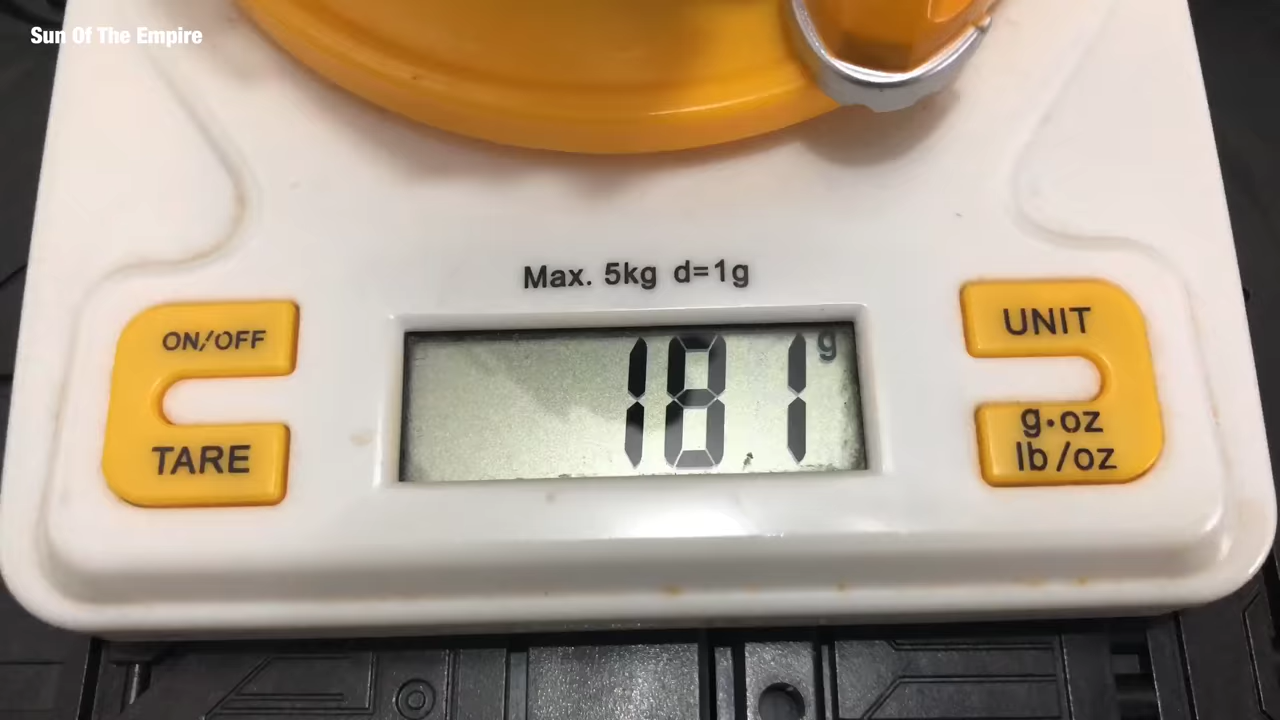 Sun Of The Empire
Max. 5kg d=1g
ON/OFF
TARE
181 g
UNIT
g·oz
lb/oz